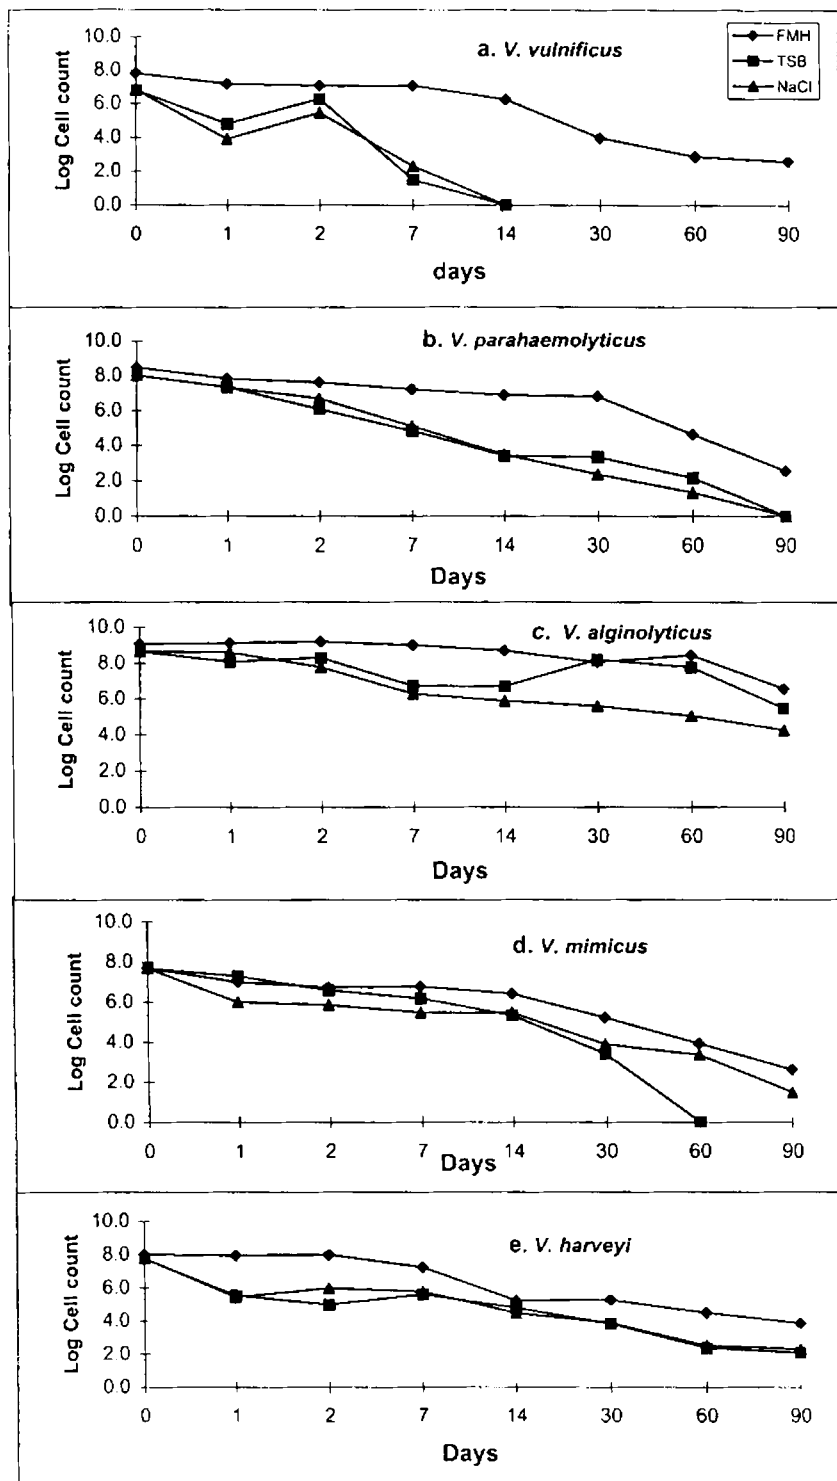 10.0
8.0
6.0
4.0
2.0
0.0
Log Cell count
a. V. vulnificus
FMH
TSB
NaCl
0 1 2 7 14 30 60 90
days
10.0
8.0
6.0
4.0
2.0
0.0
Log Cell count
b. V. parahaemolyticus
0 1 2 7 14 30 60 90
Days
10.0
8.0
6.0
4.0
2.0
0.0
Log Cell count
c. V. alginolyticus
0 1 2 7 14 30 60 90
Days
10.0
8.0
6.0
4.0
2.0
0.0
Log Cell count
d. V. mimicus
0 1 2 7 14 30 60 90
Days
10.0
8.0
6.0
4.0
2.0
0.0
Log Cell count
e. V. harveyi
0 1 2 7 14 30 60 90
Days